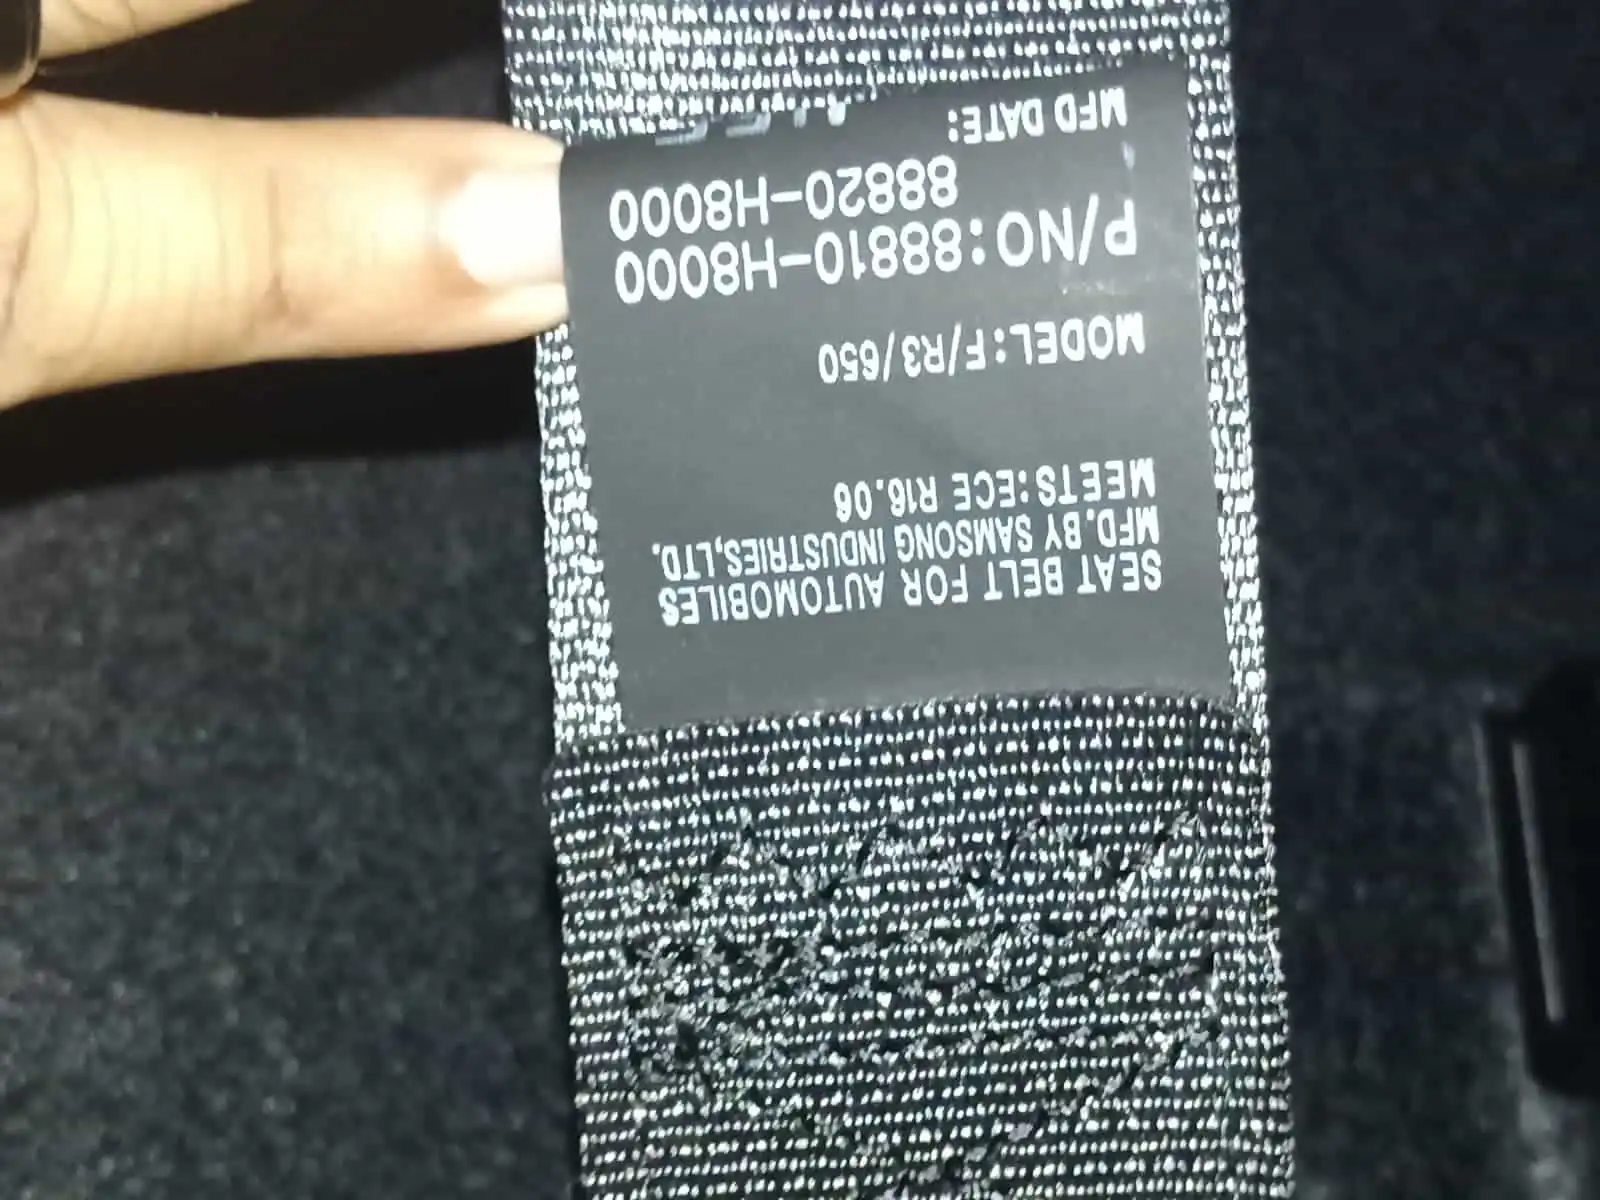 SEAT BELT FOR AUTOMOBILES
MFD.BY SAMSONG INDUSTRIES,LTD.
MEETS:ECE R16.06
MODEL:F/R3/650
P/NO:88810-H8000
88820-H8000
MFD DATE: